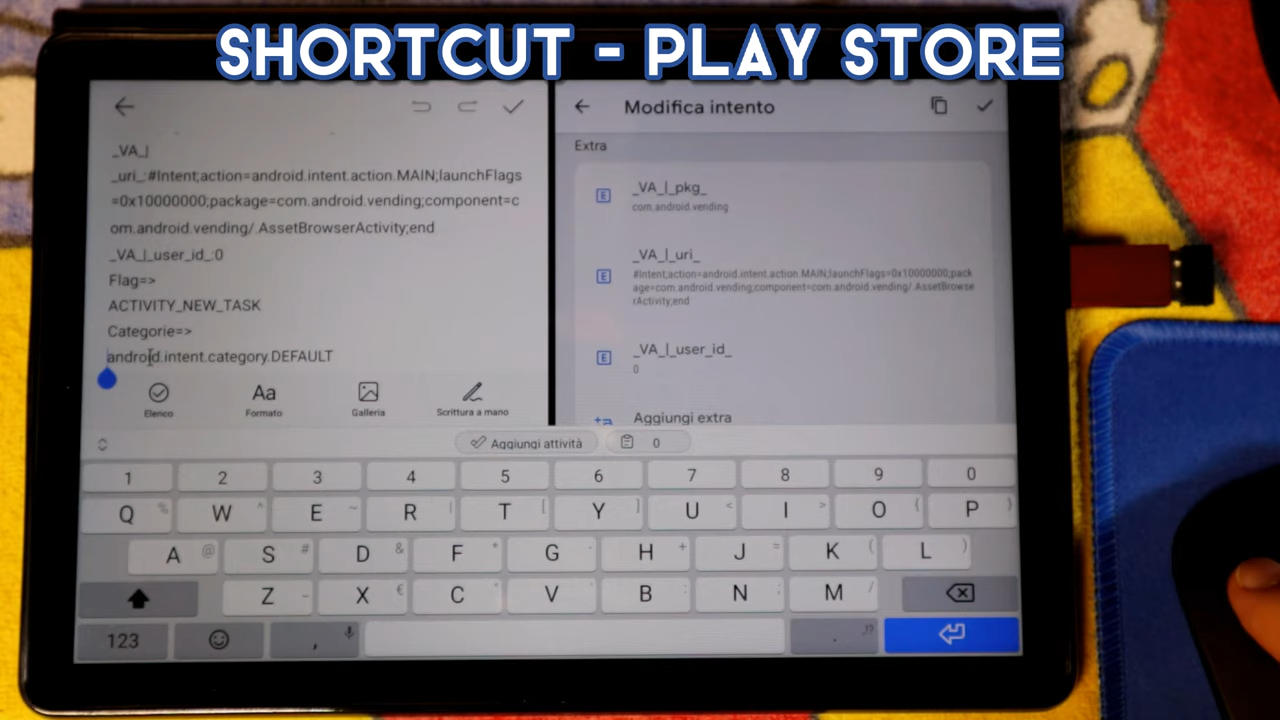 SHORTCUT - PLAY STORE
_VA_|
_uri_:#Intent;action=android.intent.action.MAIN;launchFlags
=0x10000000;package=com.android.vending;component=c
om.android.vending/.AssetBrowserActivity;end
_VA_|_user_id_:0
Flag=>
ACTIVITY_NEW_TASK
Categorie=>
android.intent.category.DEFAULT
Elenco
Aa
Formato
Galleria
Scrittura a mano
Modifica intento
Extra
E
_VA_|_pkg_
com.android.vending
E
_VA_|_uri_
#Intent;action=android.intent.action.MAIN;launchFlags=0x10000000;pack
age=com.android.vending;component=com.android.vending/.AssetBrowse
rActivity;end
E
_VA_|_user_id_
0
Aggiungi extra
Aggiungi attività
0
1 2 3 4 5 6 7 8 9 0
Q % W ^ E ~ R | T [ Y ] U < I > O { P }
A @ S # D & F * G - H + J = K ( L )
Z _ X € C " V ' B : N ; M /
123 , . !?